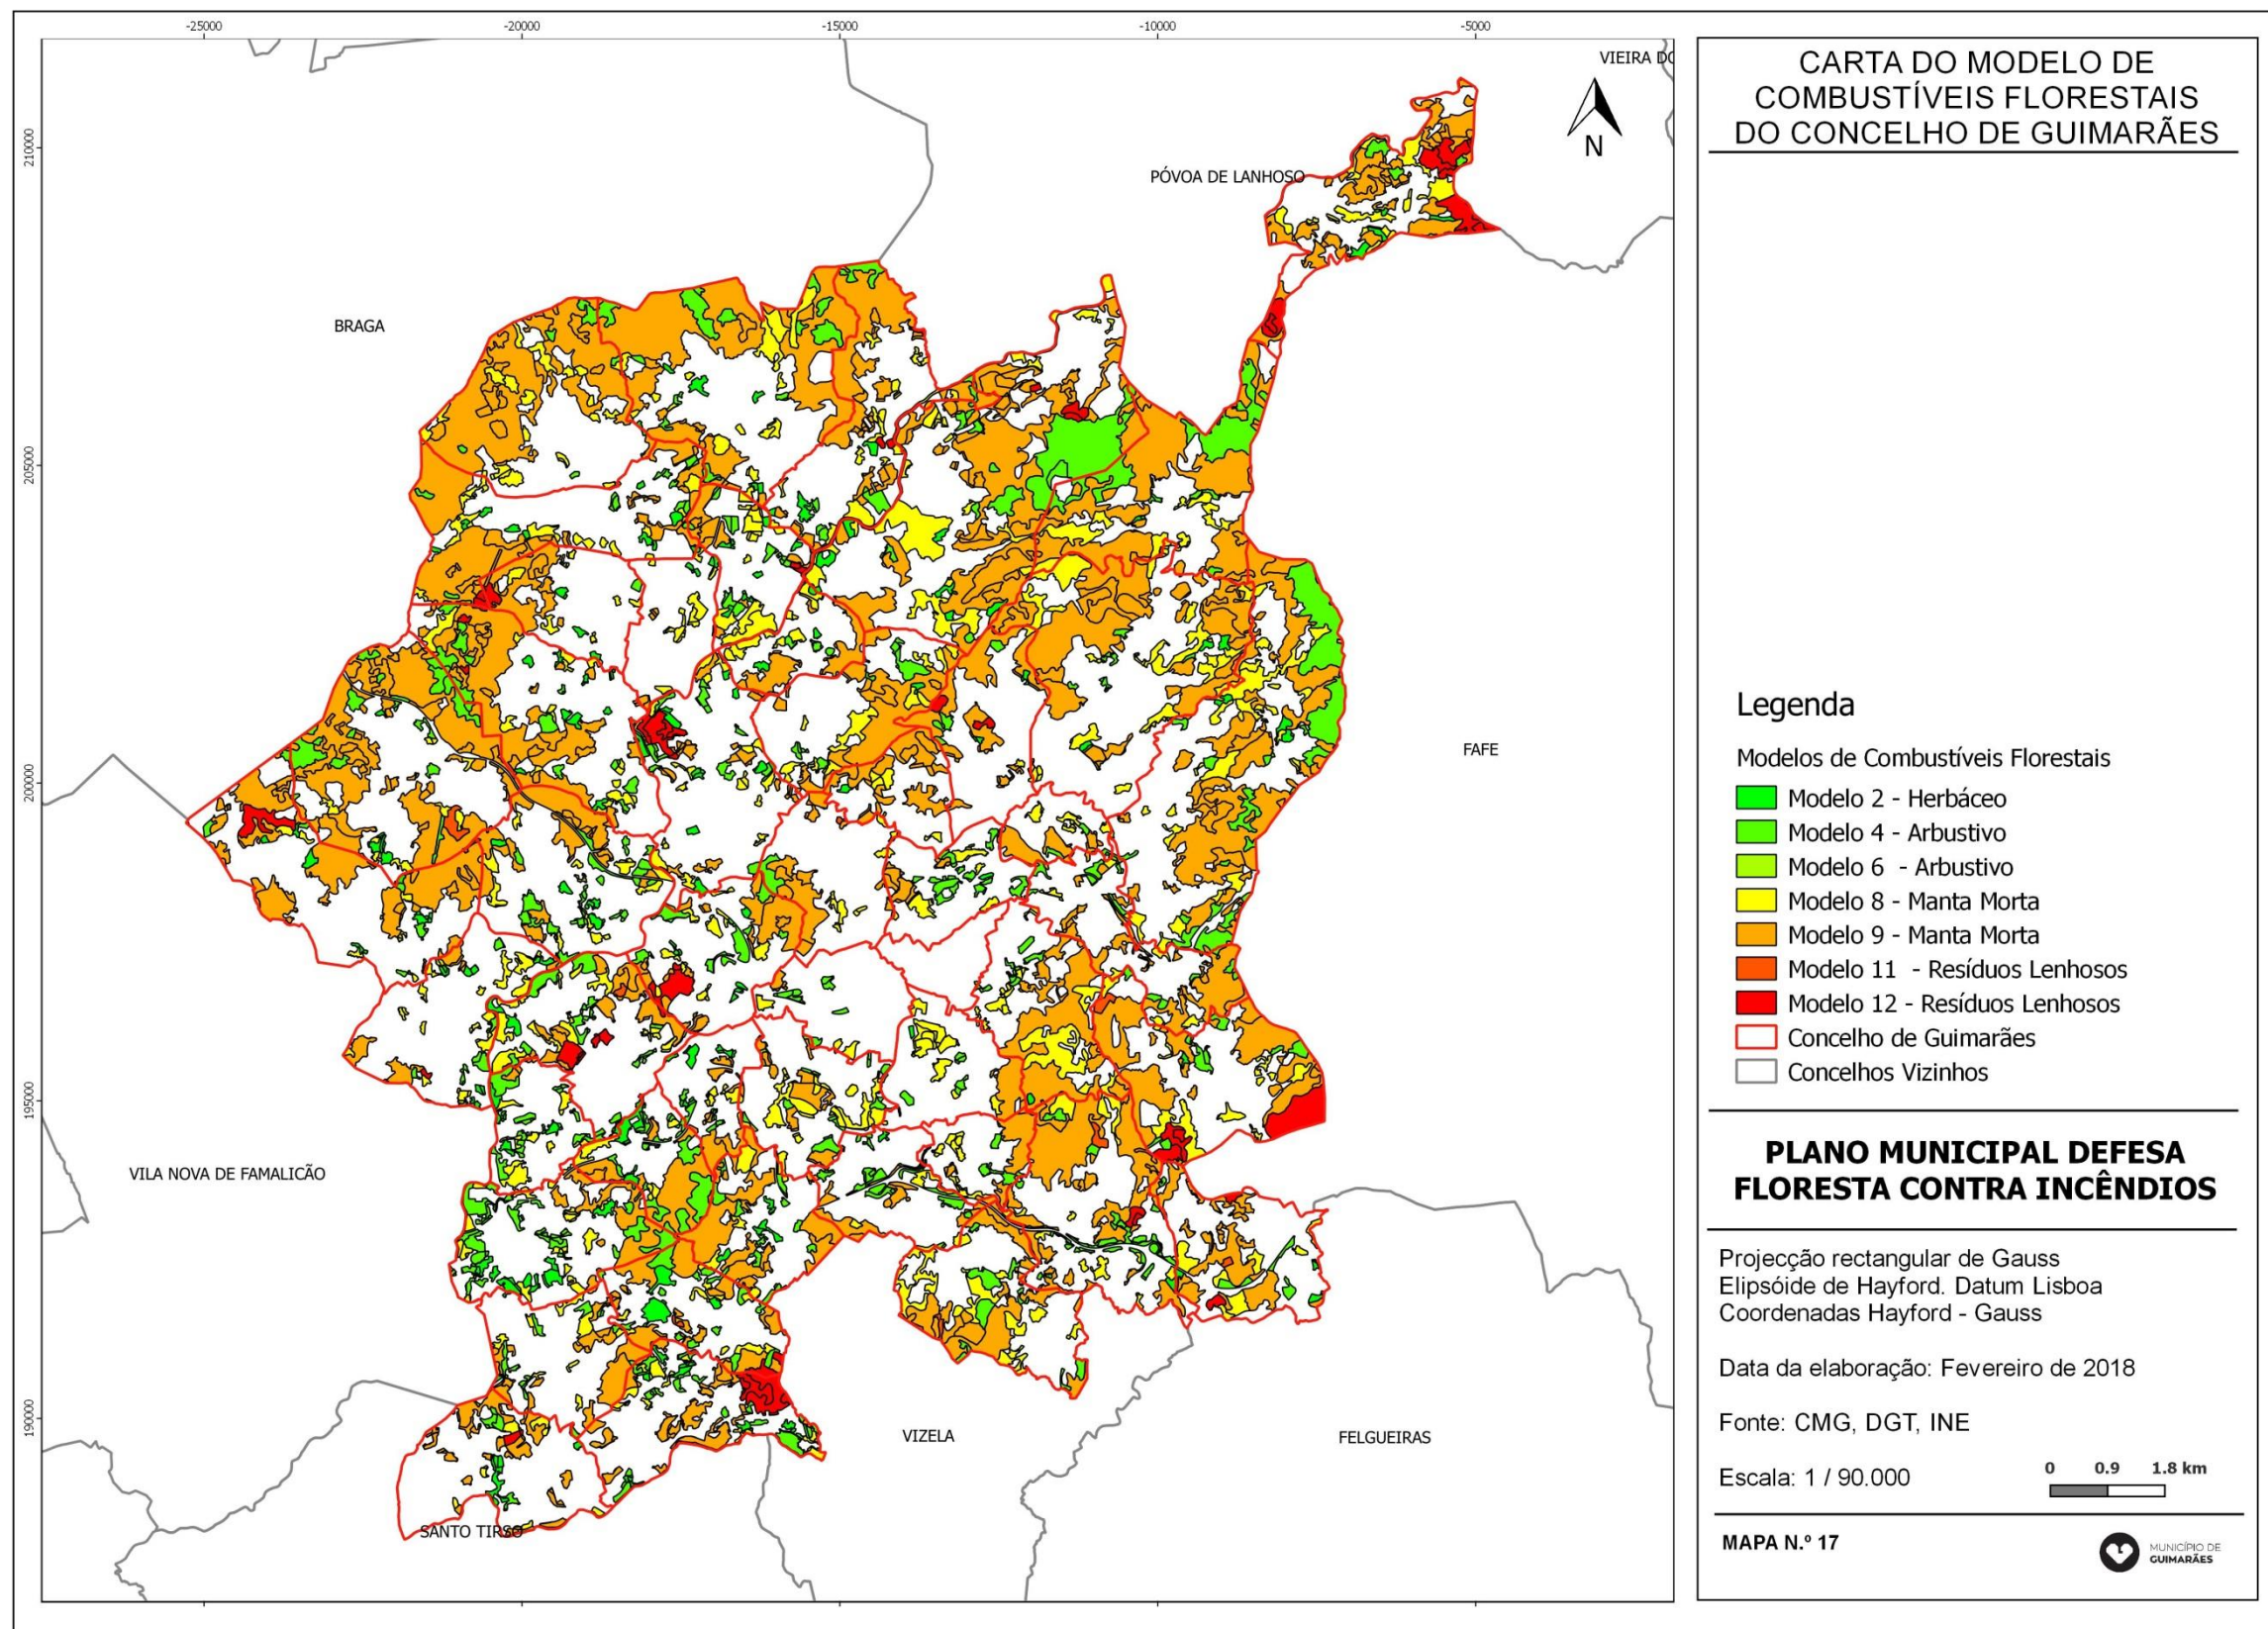 -25000
-20000
-15000
-10000
-5000
210000
205000
200000
195000
190000
VIEIRA DO
N
PÓVOA DE LANHOSO
BRAGA
FAFE
VILA NOVA DE FAMALICÃO
VIZELA
FELGUEIRAS
SANTO TIRSO
CARTA DO MODELO DE
COMBUSTÍVEIS FLORESTAIS
DO CONCELHO DE GUIMARÃES
Legenda
Modelos de Combustíveis Florestais
Modelo 2 - Herbáceo
Modelo 4 - Arbustivo
Modelo 6 - Arbustivo
Modelo 8 - Manta Morta
Modelo 9 - Manta Morta
Modelo 11 - Resíduos Lenhosos
Modelo 12 - Resíduos Lenhosos
Concelho de Guimarães
Concelhos Vizinhos
PLANO MUNICIPAL DEFESA
FLORESTA CONTRA INCÊNDIOS
Projecção rectangular de Gauss
Elipsóide de Hayford. Datum Lisboa
Coordenadas Hayford - Gauss
Data da elaboração: Fevereiro de 2018
Fonte: CMG, DGT, INE
Escala: 1 / 90.000
0 0.9 1.8 km
MAPA N.º 17
MUNICÍPIO DE
GUIMARÃES